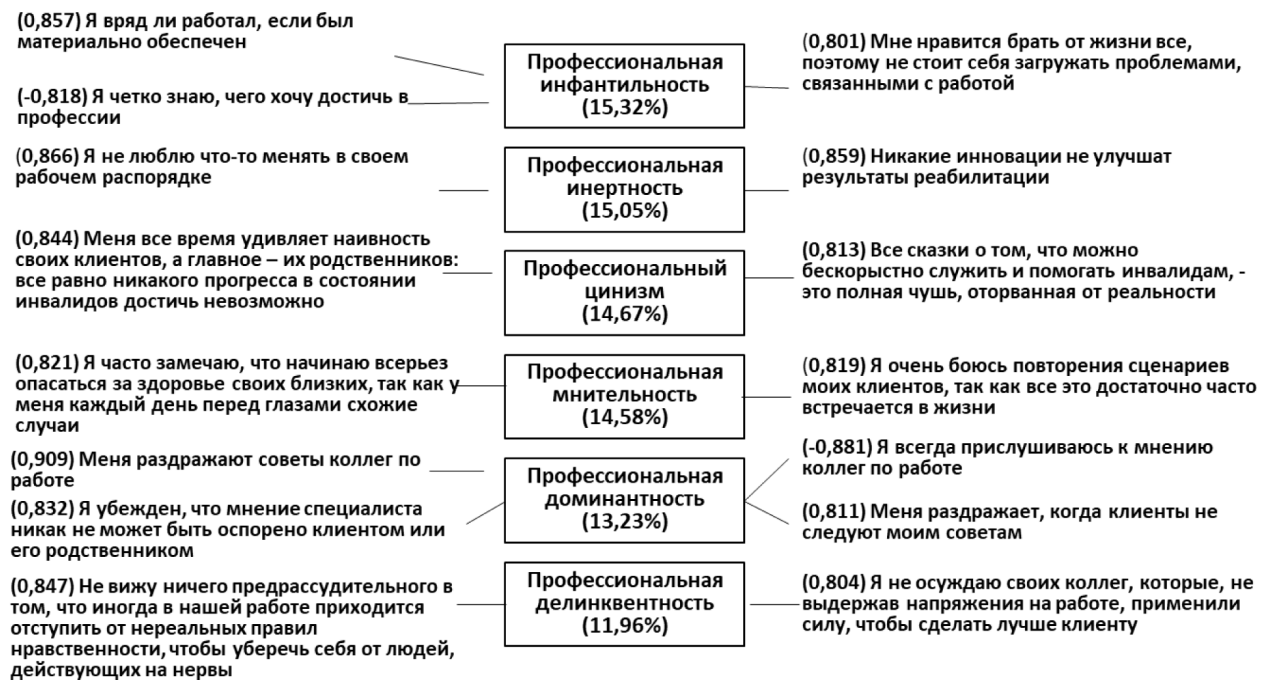 (0,857) Я вряд ли работал, если был
материально обеспечен
(-0,818) Я четко знаю, чего хочу достичь в
профессии
Профессиональная
инфантильность
(15,32%)
(0,801) Мне нравится брать от жизни все,
поэтому не стоит себя загружать проблемами,
связанными с работой
(0,866) Я не люблю что-то менять в своем
рабочем распорядке
Профессиональная
инертность
(15,05%)
(0,859) Никакие инновации не улучшат
результаты реабилитации
(0,844) Меня все время удивляет наивность
своих клиентов, а главное – их родственников:
все равно никакого прогресса в состоянии
инвалидов достичь невозможно
Профессиональный
цинизм
(14,67%)
(0,813) Все сказки о том, что можно
бескорыстно служить и помогать инвалидам, -
это полная чушь, оторванная от реальности
(0,821) Я часто замечаю, что начинаю всерьез
опасаться за здоровье своих близких, так как у
меня каждый день перед глазами схожие
случаи
Профессиональная
мнительность
(14,58%)
(0,819) Я очень боюсь повторения сценариев
моих клиентов, так как все это достаточно часто
встречается в жизни
(0,909) Меня раздражают советы коллег по
работе
(0,832) Я убежден, что мнение специалиста
никак не может быть оспорено клиентом или
его родственником
Профессиональная
доминантность
(13,23%)
(-0,881) Я всегда прислушиваюсь к мнению
коллег по работе
(0,811) Меня раздражает, когда клиенты не
следуют моим советам
(0,847) Не вижу ничего предрассудительного в
том, что иногда в нашей работе приходится
отступить от нереальных правил
нравственности, чтобы уберечь себя от людей,
действующих на нервы
Профессиональная
делинквентность
(11,96%)
(0,804) Я не осуждаю своих коллег, которые, не
выдержав напряжения на работе, применили
силу, чтобы сделать лучше клиенту